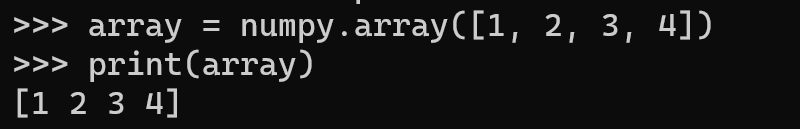 >>> array = numpy.array([1, 2, 3, 4])
>>> print(array)
[1 2 3 4]